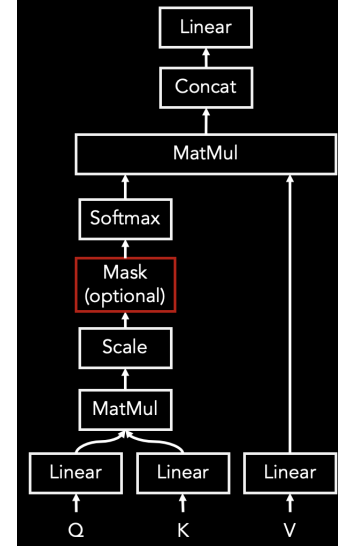 Linear
Concat
MatMul
Softmax
Mask
(optional)
Scale
MatMul
Linear Linear Linear
Q K V